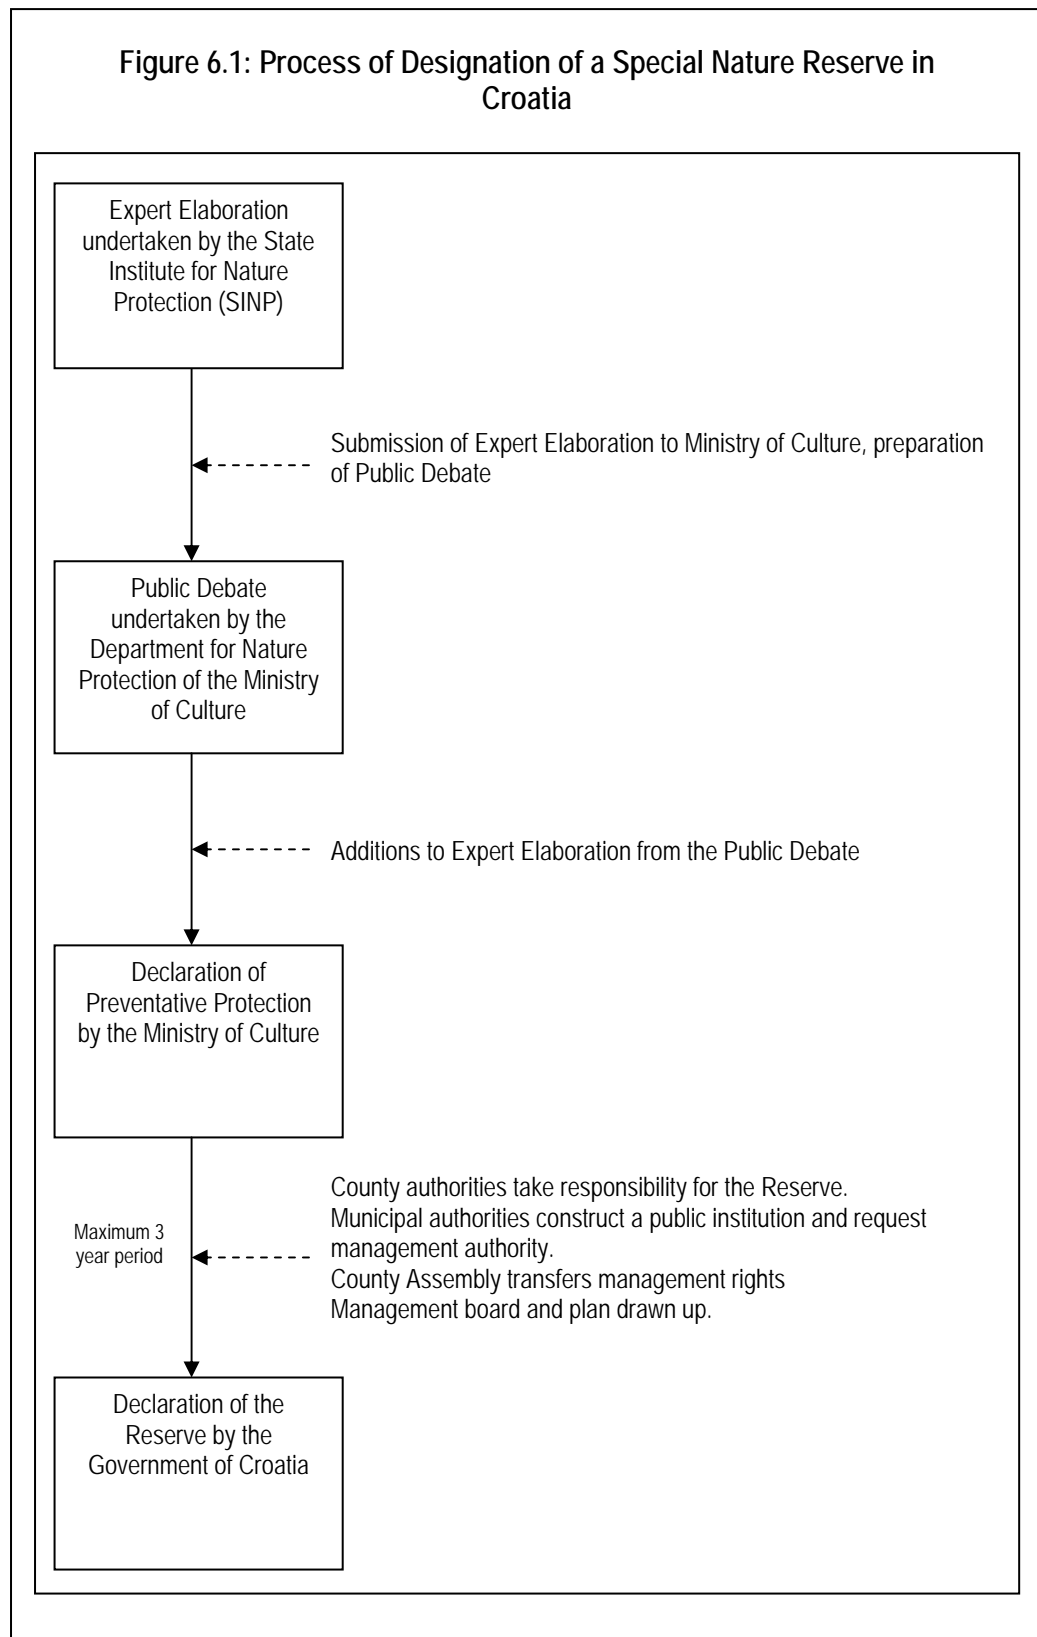 Figure 6.1: Process of Designation of a Special Nature Reserve in
Croatia
Expert Elaboration
undertaken by the State
Institute for Nature
Protection (SINP)
Submission of Expert Elaboration to Ministry of Culture, preparation
of Public Debate
Public Debate
undertaken by the
Department for Nature
Protection of the Ministry
of Culture
Additions to Expert Elaboration from the Public Debate
Declaration of
Preventative Protection
by the Ministry of Culture
Maximum 3
year period
County authorities take responsibility for the Reserve.
Municipal authorities construct a public institution and request
management authority.
County Assembly transfers management rights
Management board and plan drawn up.
Declaration of the
Reserve by the
Government of Croatia